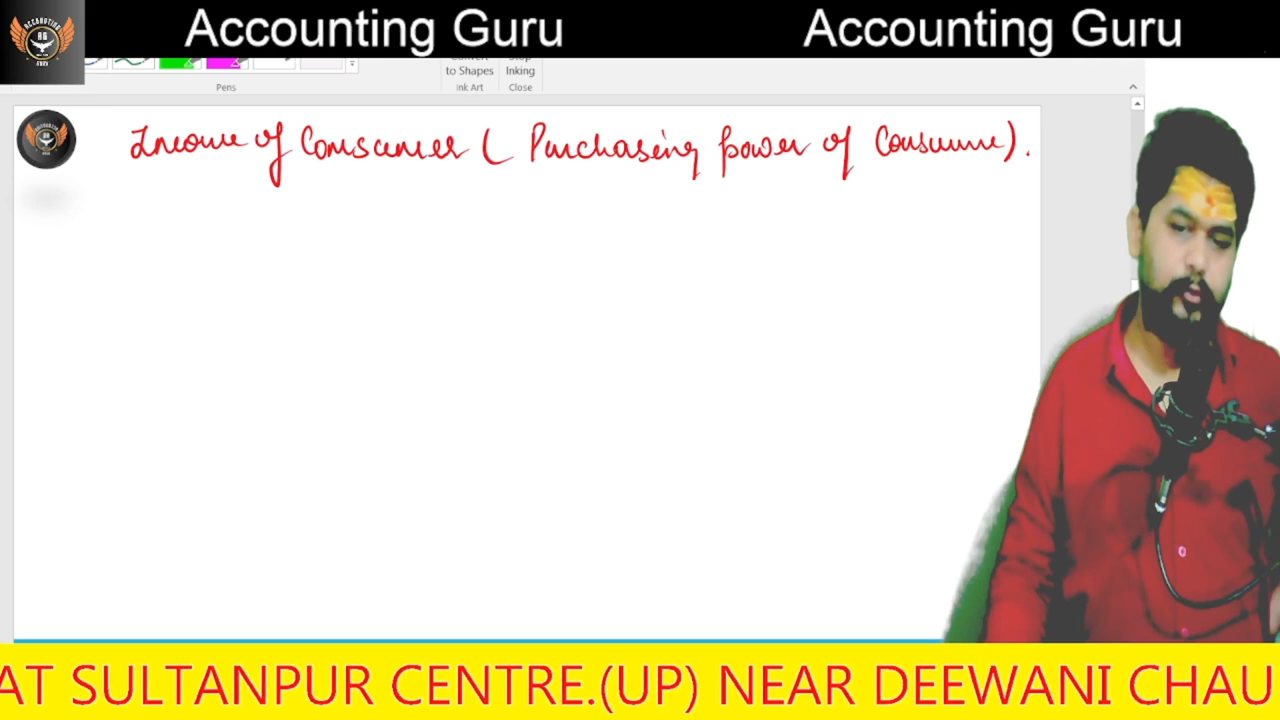 Accounting Guru Accounting Guru
to Shapes Inking
Pens Ink Art Close
Income of Consumer ( Purchasing power of Consumer).
AT SULTANPUR CENTRE.(UP) NEAR DEEWANI CHAU